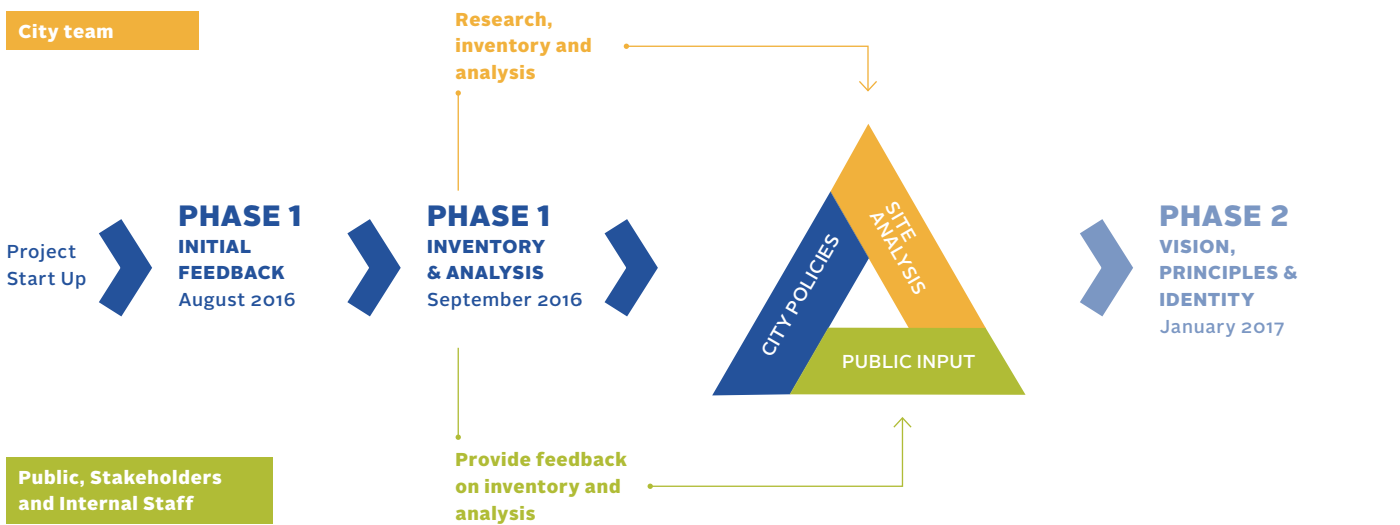 City team
Research,
inventory and
analysis
Project
Start Up
PHASE 1
INITIAL
FEEDBACK
August 2016
PHASE 1
INVENTORY
& ANALYSIS
September 2016
CITY POLICIES
SITE
ANALYSIS
PUBLIC INPUT
PHASE 2
VISION,
PRINCIPLES &
IDENTITY
January 2017
Public, Stakeholders
and Internal Staff
Provide feedback
on inventory and
analysis